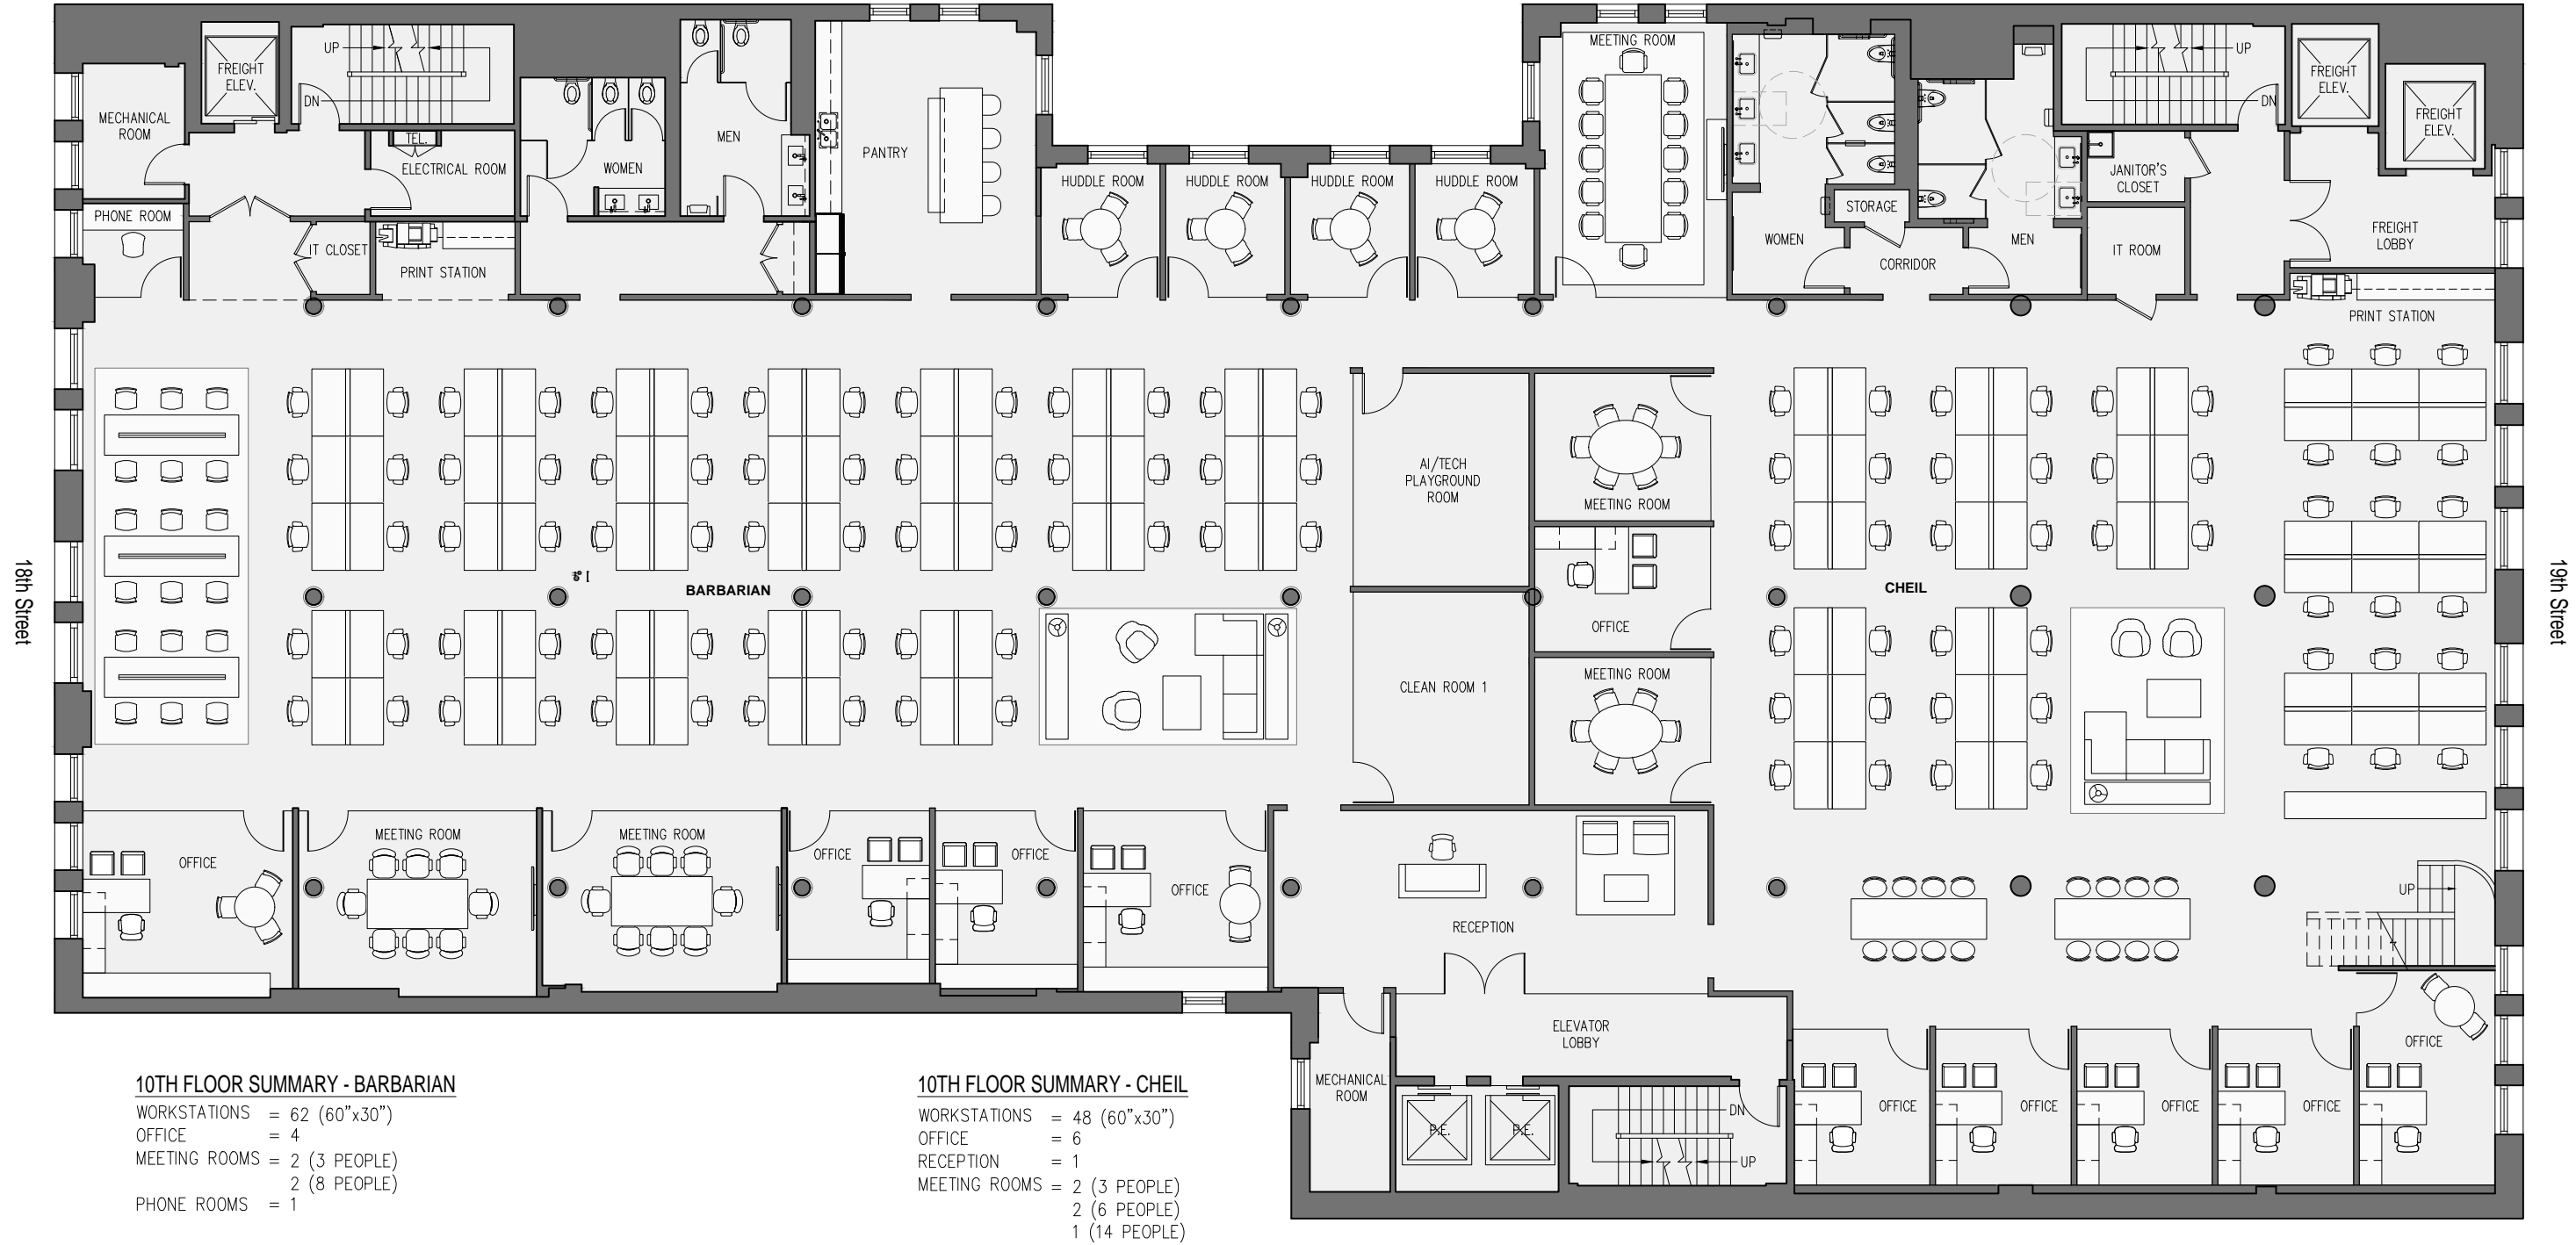 MEETING ROOM
UP
FREIGHT
ELEV.
DN
MECHANICAL
ROOM
TEL.
ELECTRICAL ROOM
WOMEN
MEN
PANTRY
UP
DN
FREIGHT
ELEV.
FREIGHT
ELEV.
HUDDLE ROOM
HUDDLE ROOM
HUDDLE ROOM
HUDDLE ROOM
JANITOR'S
CLOSET
STORAGE
PHONE ROOM
IT CLOSET
PRINT STATION
WOMEN
CORRIDOR
MEN
IT ROOM
FREIGHT
LOBBY
PRINT STATION
AI/TECH
PLAYGROUND
ROOM
MEETING ROOM
18th Street
BARBARIAN
OFFICE
CHEIL
19th Street
CLEAN ROOM 1
MEETING ROOM
OFFICE
MEETING ROOM
MEETING ROOM
OFFICE
OFFICE
OFFICE
RECEPTION
UP
ELEVATOR
LOBBY
MECHANICAL
ROOM
P.E.
P.E.
DN
UP
OFFICE
OFFICE
OFFICE
OFFICE
OFFICE
10TH FLOOR SUMMARY - BARBARIAN
WORKSTATIONS = 62 (60"x30")
OFFICE = 4
MEETING ROOMS = 2 (3 PEOPLE)
2 (8 PEOPLE)
PHONE ROOMS = 1
10TH FLOOR SUMMARY - CHEIL
WORKSTATIONS = 48 (60"x30")
OFFICE = 6
RECEPTION = 1
MEETING ROOMS = 2 (3 PEOPLE)
2 (6 PEOPLE)
1 (14 PEOPLE)